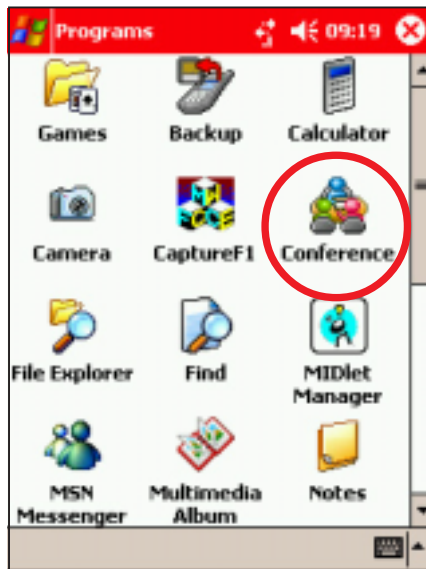 Programs 09:19
Games Backup Calculator
Camera CaptureF1 Conference
File Explorer Find MIDlet
Manager
MSN Multimedia Notes
Messenger Album